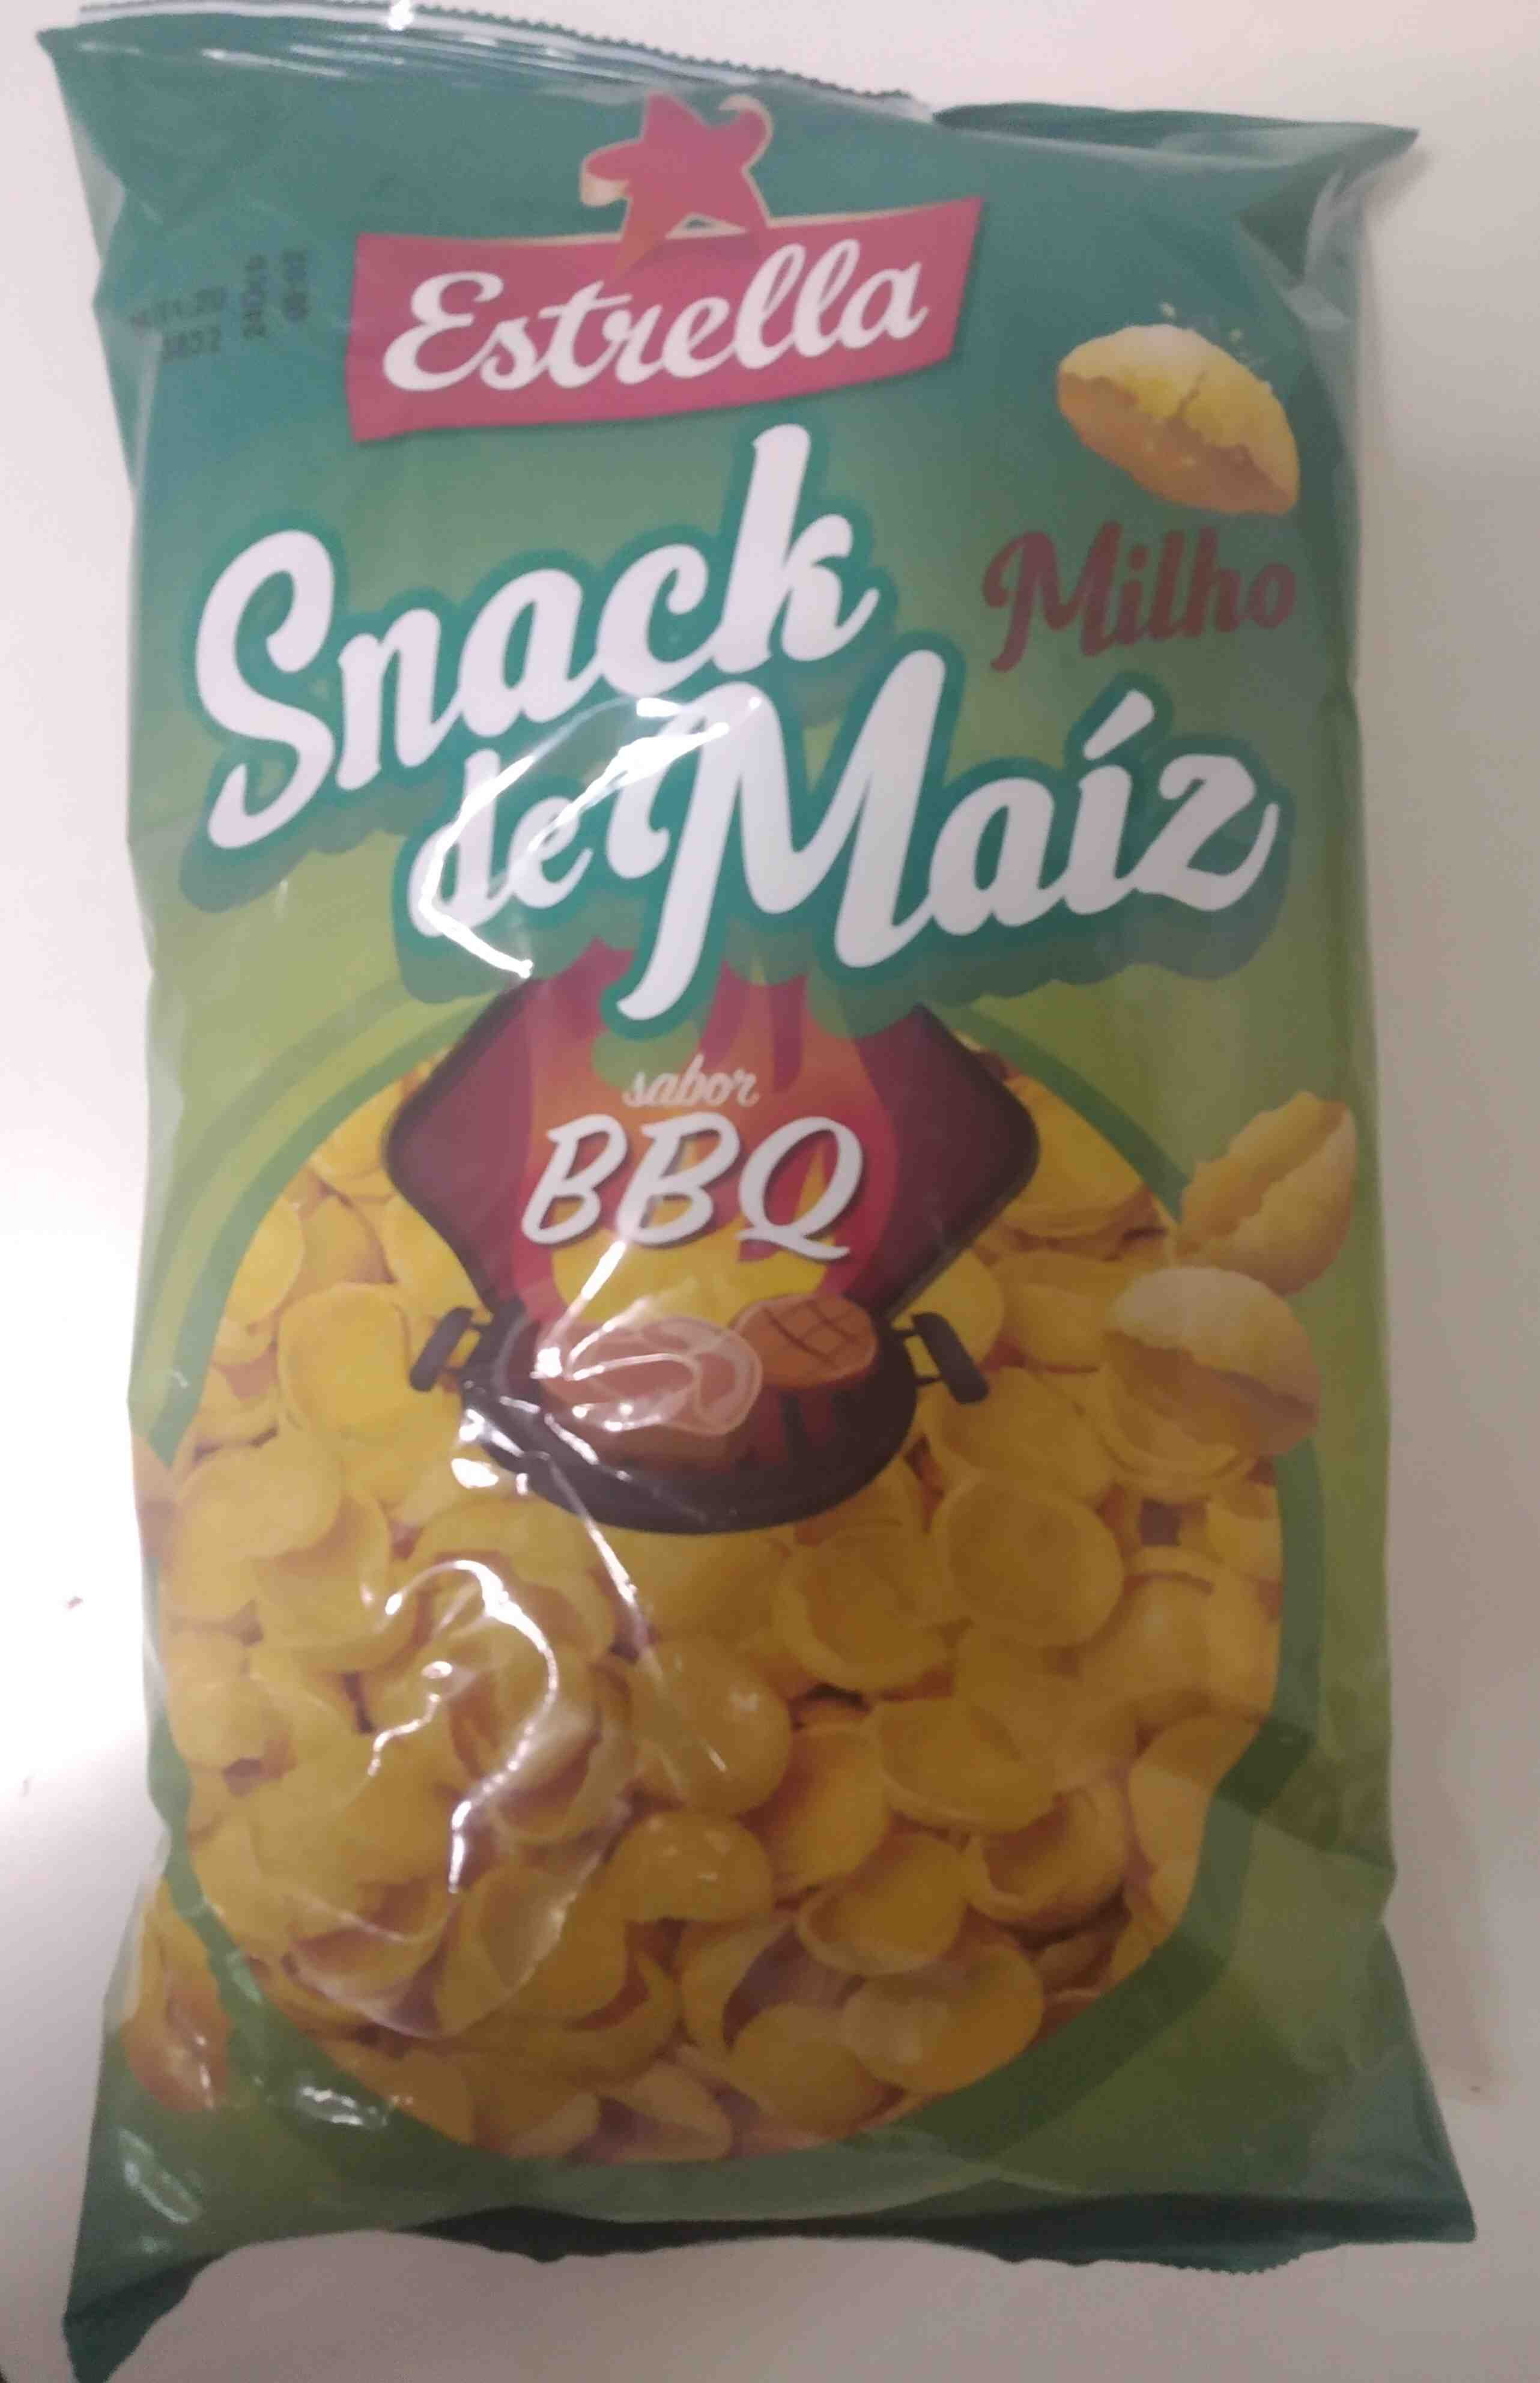 Estrella
Snack
Milho
de Maíz
sabor
BBQ